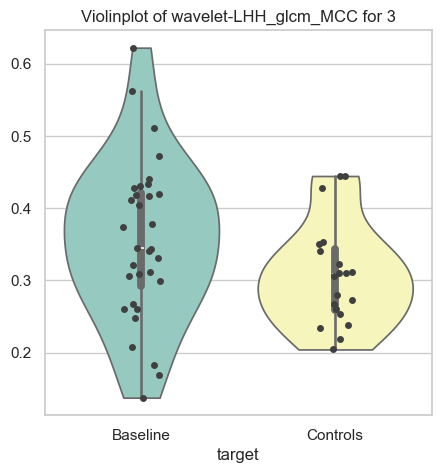 Violinplot of wavelet-LHH_glcm_MCC for 3
0.6
0.5
0.4
0.3
0.2
Baseline
Controls
target